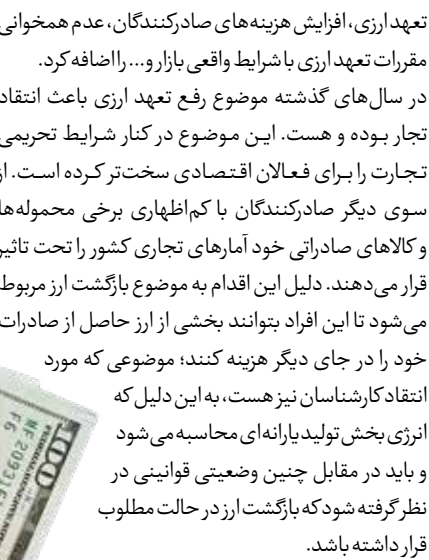 تعهد ارزی، افزایش هزینه‌های صادرکنندگان، عدم همخوانی
مقررات تعهد ارزی با شرایط واقعی بازار و... را اضافه کرد.
در سال‌های گذشته موضوع رفع تعهد ارزی باعث انتقاد
تجار بوده و هست. این موضوع در کنار شرایط تحریمی
تجارت را برای فعالان اقتصادی سخت‌تر کرده است. از
سوی دیگر صادرکنندگان با کم‌اظهاری برخی محموله‌ها
و کالاهای صادراتی خود آمارهای تجاری کشور را تحت تاثیر
قرار می‌دهند. دلیل این اقدام به موضوع بازگشت ارز مربوط
می‌شود تا این افراد بتوانند بخشی از ارز حاصل از صادرات
خود را در جای دیگر هزینه کنند؛ موضوعی که مورد
انتقاد کارشناسان نیز هست، به این دلیل که
انرژی بخش تولید یارانه‌ای محاسبه می‌شود
و باید در مقابل چنین وضعیتی قوانینی در
نظر گرفته شود که بازگشت ارز در حالت مطلوب
قرار داشته باشد.
100
F6